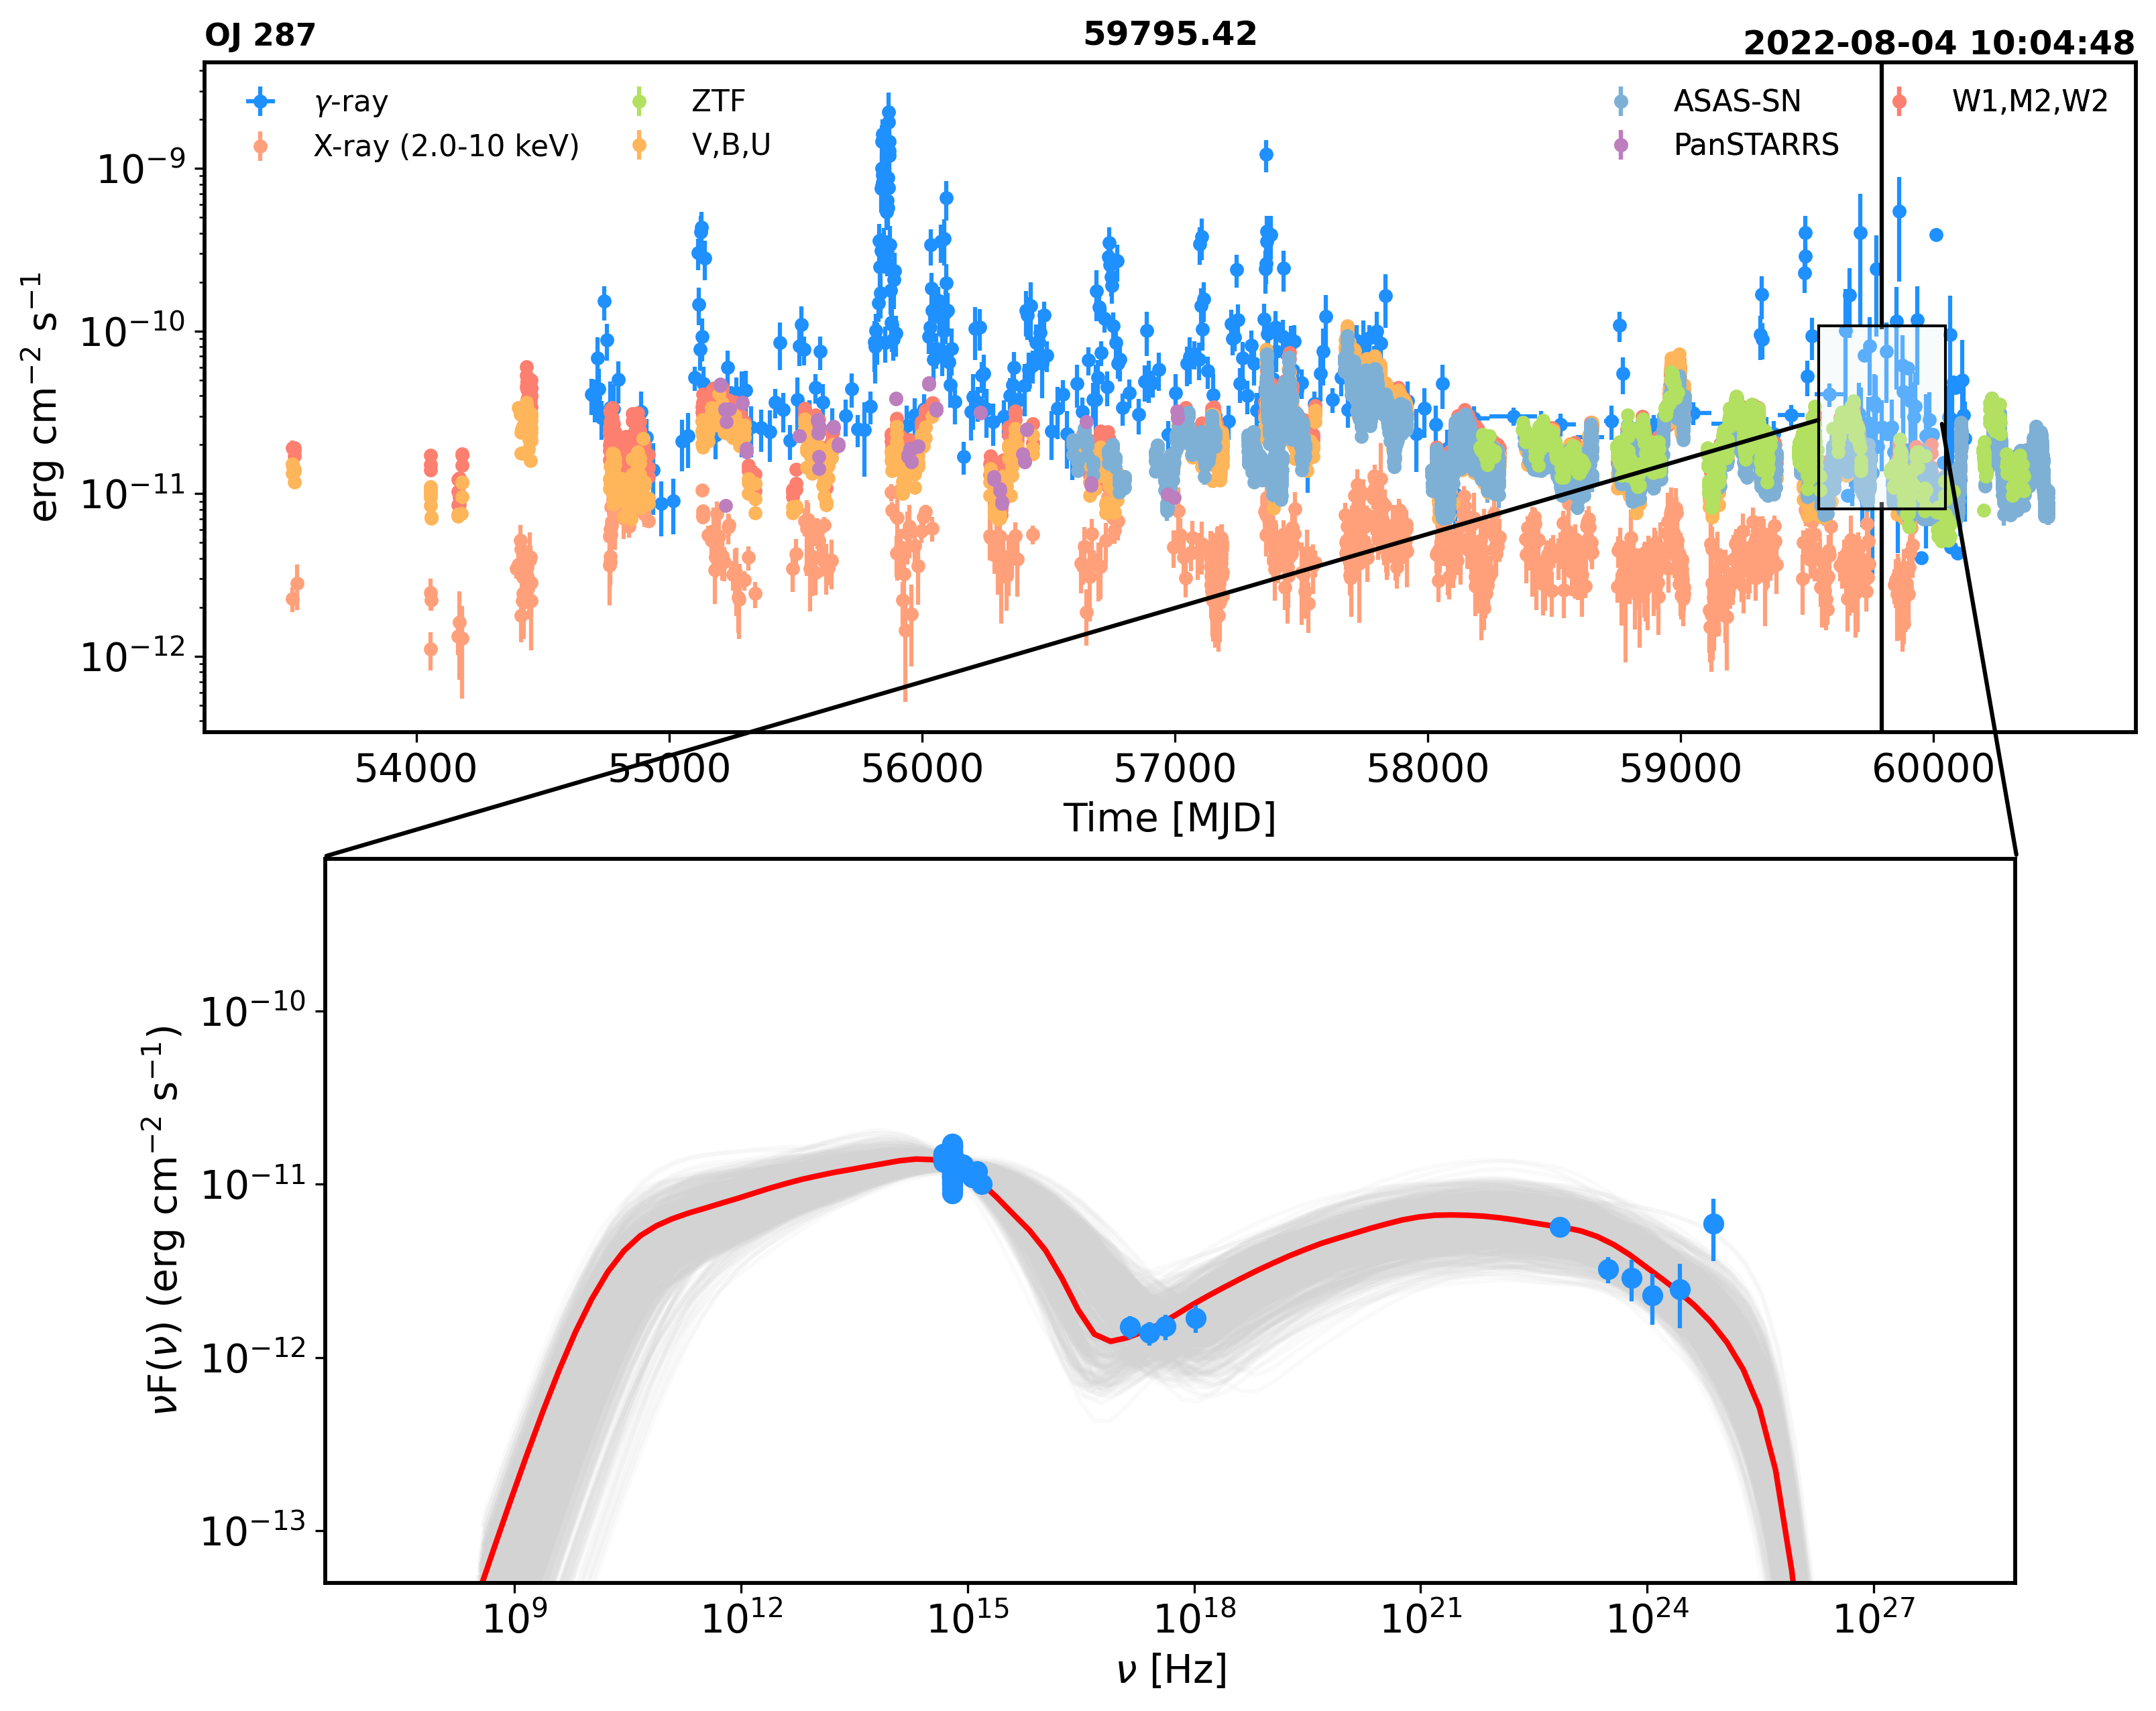 OJ 287 59795.42 2022-08-04 10:04:48
γ-ray ZTF ASAS-SN W1,M2,W2
X-ray (2.0-10 keV) V,B,U PanSTARRS
10⁻⁹
10⁻¹⁰
10⁻¹¹
10⁻¹²
erg cm⁻² s⁻¹
54000 55000 56000 57000 58000 59000 60000
Time [MJD]
10⁻¹⁰
10⁻¹¹
10⁻¹²
10⁻¹³
νF(ν) (erg cm⁻² s⁻¹)
10⁹ 10¹² 10¹⁵ 10¹⁸ 10²¹ 10²⁴ 10²⁷
ν [Hz]